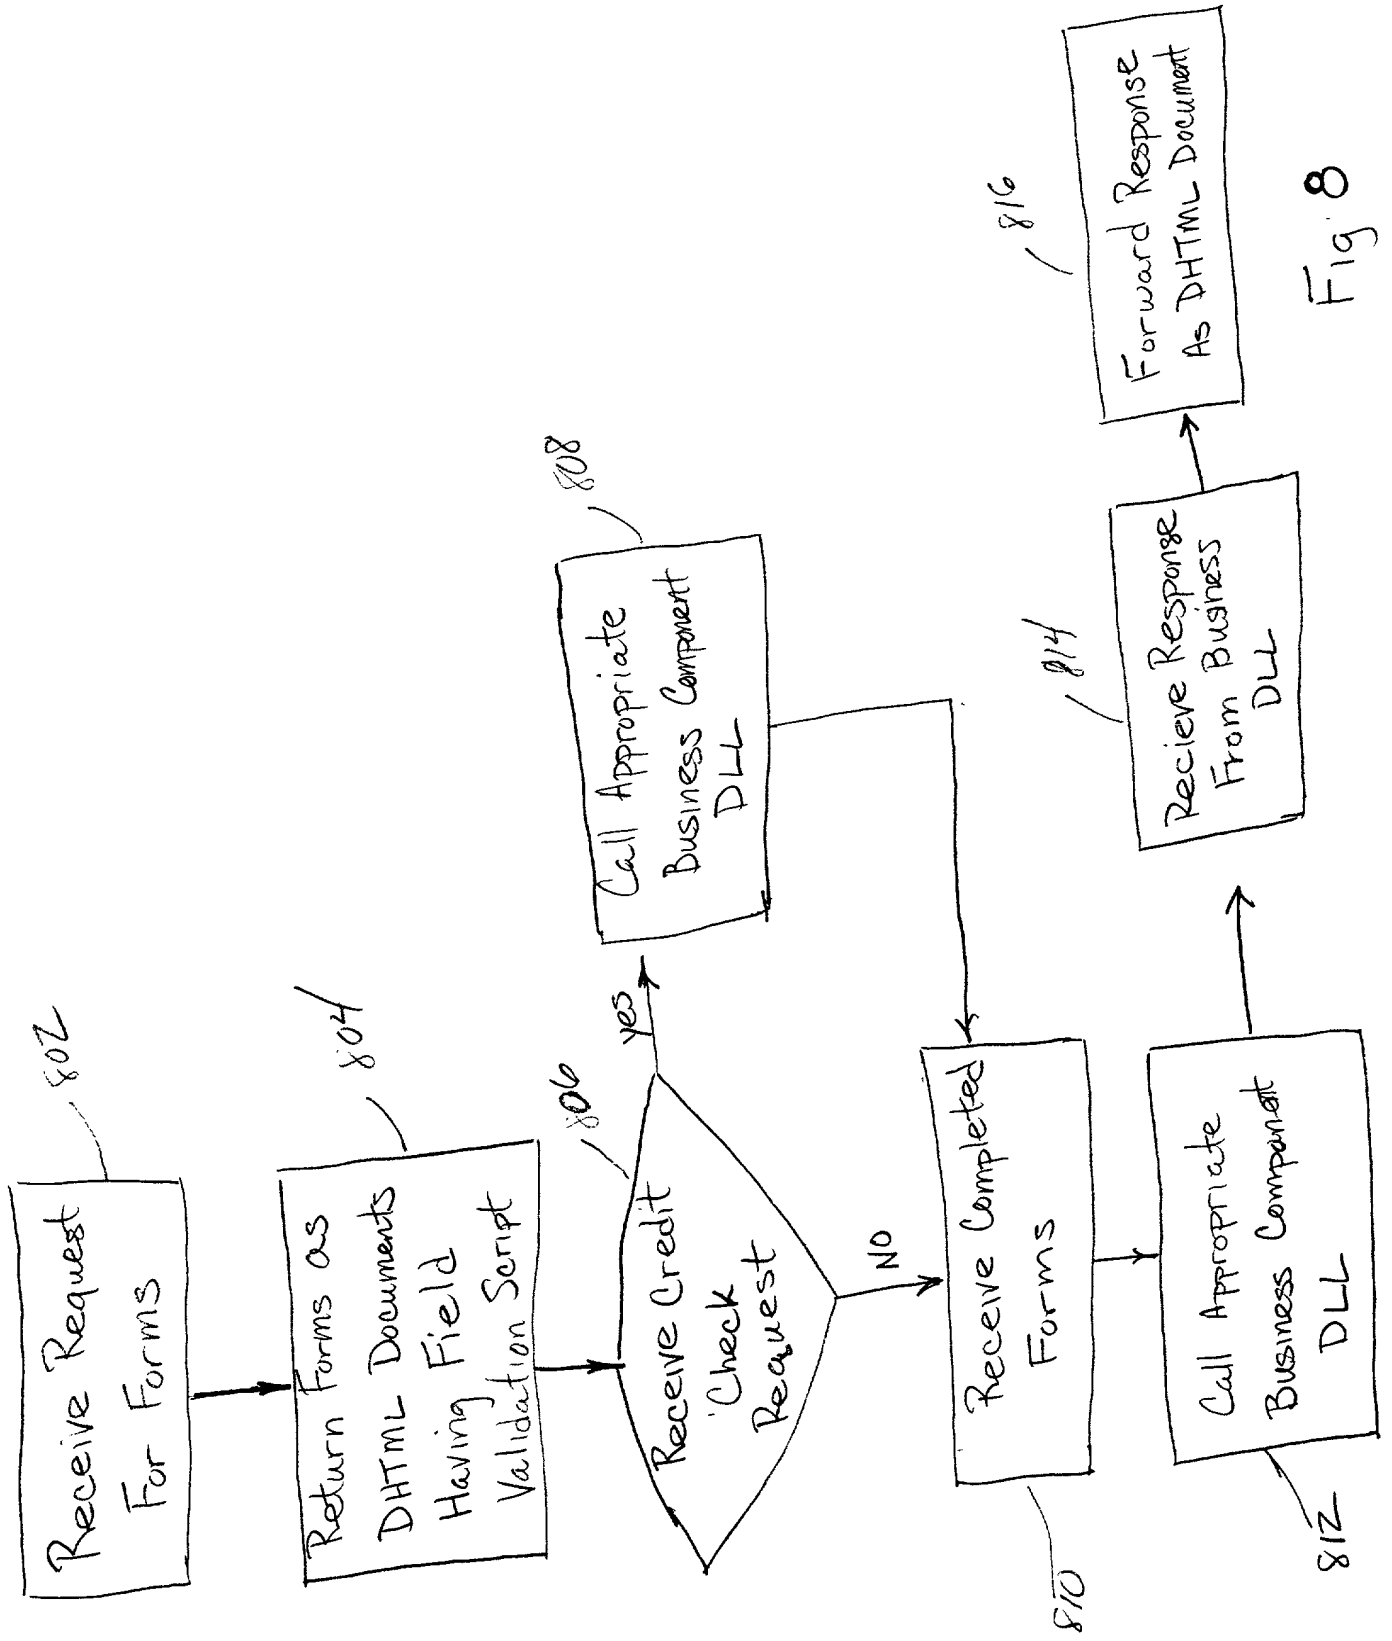 802
Receive Request
For Forms
804
Return Forms as
DHTML Documents
Having Field
Validation Script
806
Receive Credit
Check
Request
yes
NO
808
Call Appropriate
Business Component
DLL
Receive Completed
Forms
810
Call Appropriate
Business Component
DLL
812
814
Recieve Response
From Business
DLL
816
Forward Response
As DHTML Document
Fig. 8